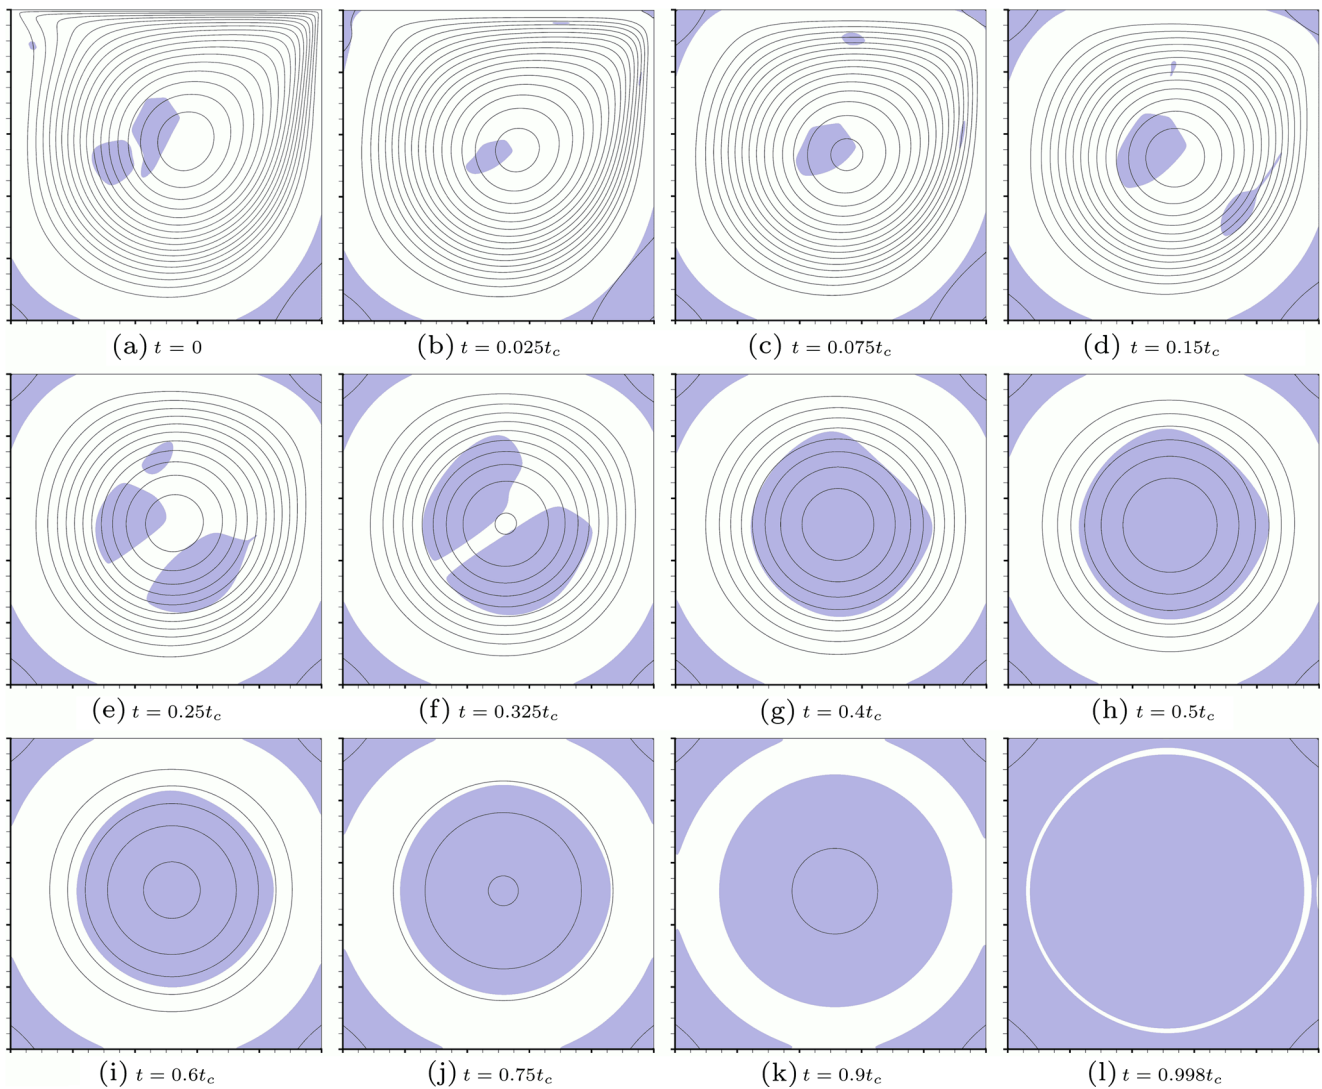 (a) t = 0
(b) t = 0.025t_c
(c) t = 0.075t_c
(d) t = 0.15t_c
(e) t = 0.25t_c
(f) t = 0.325t_c
(g) t = 0.4t_c
(h) t = 0.5t_c
(i) t = 0.6t_c
(j) t = 0.75t_c
(k) t = 0.9t_c
(l) t = 0.998t_c